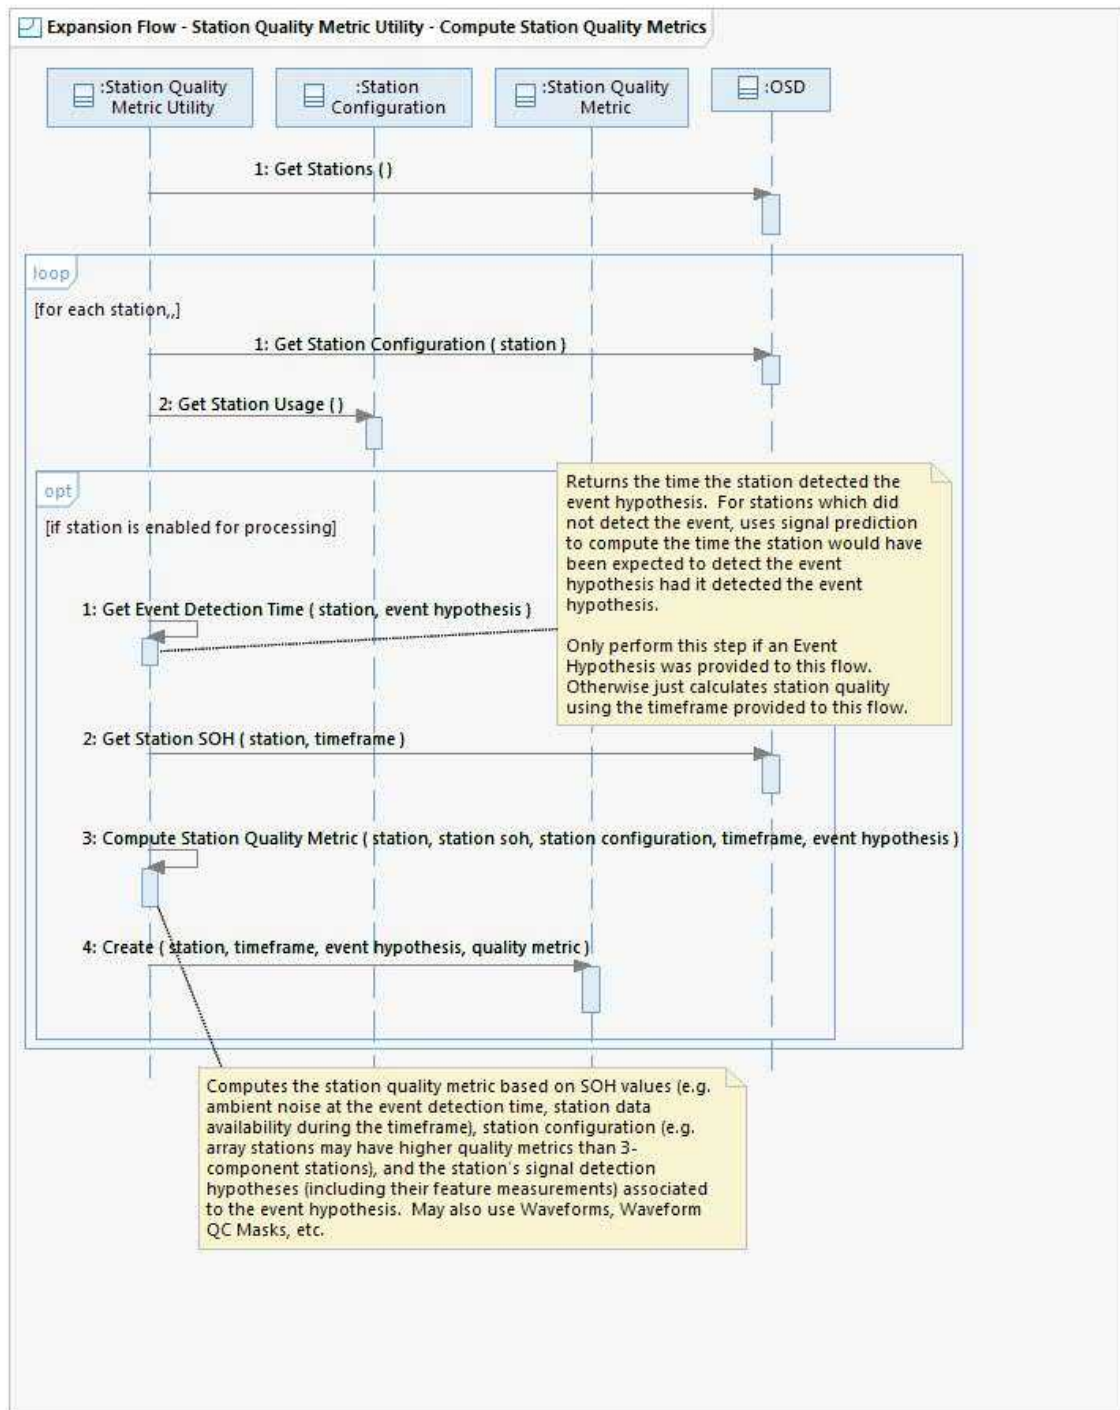 Expansion Flow - Station Quality Metric Utility - Compute Station Quality Metrics
:Station Quality
Metric Utility
:Station
Configuration
:Station Quality
Metric
:OSD
1: Get Stations ( )
loop
[for each station,,]
1: Get Station Configuration ( station )
2: Get Station Usage ( )
opt
[if station is enabled for processing]
Returns the time the station detected the
event hypothesis.  For stations which did
not detect the event, uses signal prediction
to compute the time the station would have
been expected to detect the event
hypothesis had it detected the event
hypothesis.
Only perform this step if an Event
Hypothesis was provided to this flow.
Otherwise just calculates station quality
using the timeframe provided to this flow.
1: Get Event Detection Time ( station, event hypothesis )
2: Get Station SOH ( station, timeframe )
3: Compute Station Quality Metric ( station, station soh, station configuration, timeframe, event hypothesis )
4: Create ( station, timeframe, event hypothesis, quality metric )
Computes the station quality metric based on SOH values (e.g.
ambient noise at the event detection time, station data
availability during the timeframe), station configuration (e.g.
array stations may have higher quality metrics than 3-
component stations), and the station's signal detection
hypotheses (including their feature measurements) associated
to the event hypothesis.  May also use Waveforms, Waveform
QC Masks, etc.